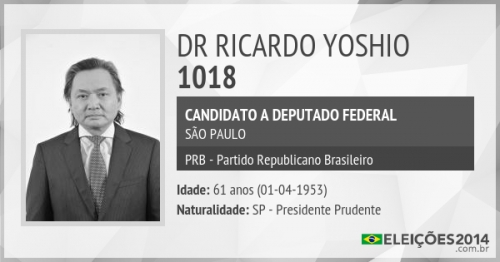 DR RICARDO YOSHIO
1018
CANDIDATO A DEPUTADO FEDERAL
SÃO PAULO
PRB - Partido Republicano Brasileiro
Idade: 61 anos (01-04-1953)
Naturalidade: SP - Presidente Prudente
ELEIÇÕES2014
.com.br